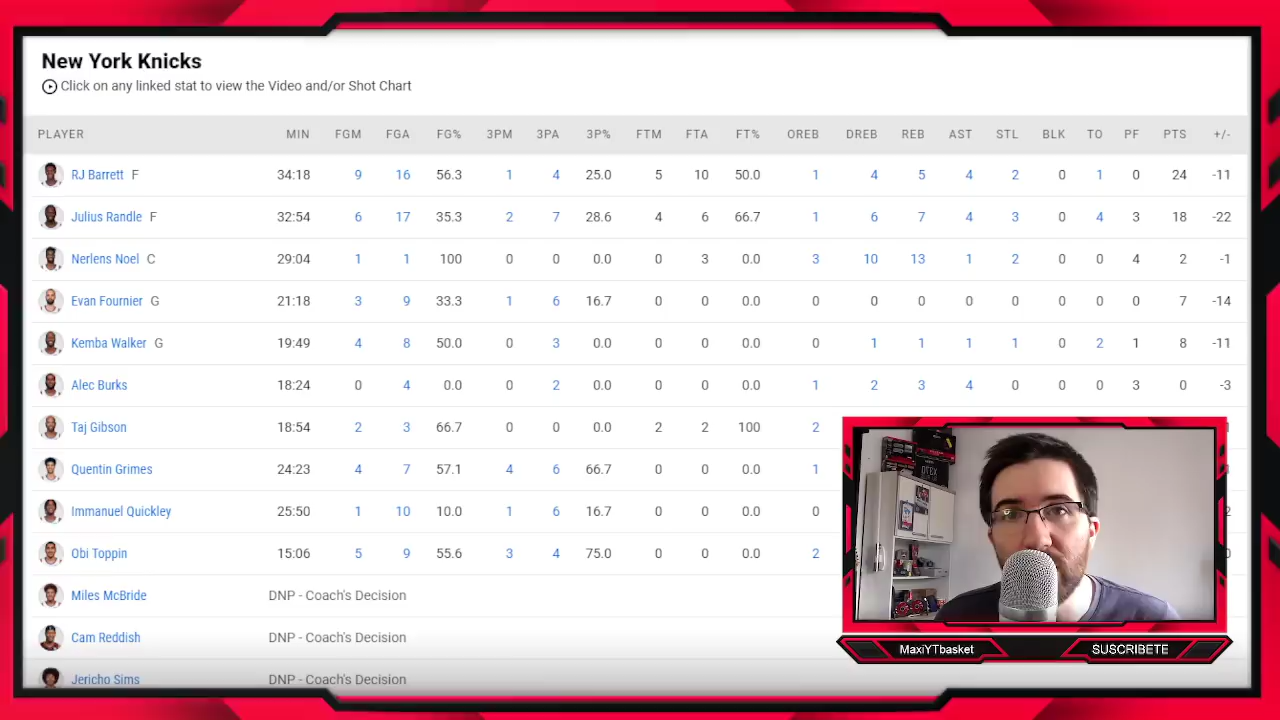 New York Knicks
Click on any linked stat to view the Video and/or Shot Chart
PLAYER MIN FGM FGA FG% 3PM 3PA 3P% FTM FTA FT% OREB DREB REB AST STL BLK TO PF PTS +/-
RJ Barrett F 34:18 9 16 56.3 1 4 25.0 5 10 50.0 1 4 5 4 2 0 1 0 24 -11
Julius Randle F 32:54 6 17 35.3 2 7 28.6 4 6 66.7 1 6 7 4 3 0 4 3 18 -22
Nerlens Noel C 29:04 1 1 100 0 0 0.0 0 3 0.0 3 10 13 1 2 0 0 4 2 -1
Evan Fournier G 21:18 3 9 33.3 1 6 16.7 0 0 0.0 0 0 0 0 0 0 0 0 7 -14
Kemba Walker G 19:49 4 8 50.0 0 3 0.0 0 0 0.0 0 1 1 1 1 0 2 1 8 -11
Alec Burks 18:24 0 4 0.0 0 2 0.0 0 0 0.0 1 2 3 4 0 0 0 3 0 -3
Taj Gibson 18:54 2 3 66.7 0 0 0.0 2 2 100 2
Quentin Grimes 24:23 4 7 57.1 4 6 66.7 0 0 0.0 1
Immanuel Quickley 25:50 1 10 10.0 1 6 16.7 0 0 0.0 0
Obi Toppin 15:06 5 9 55.6 3 4 75.0 0 0 0.0 2
Miles McBride DNP - Coach's Decision
Cam Reddish DNP - Coach's Decision
Jericho Sims DNP - Coach's Decision
MaxiYTbasket SUSCRIBETE